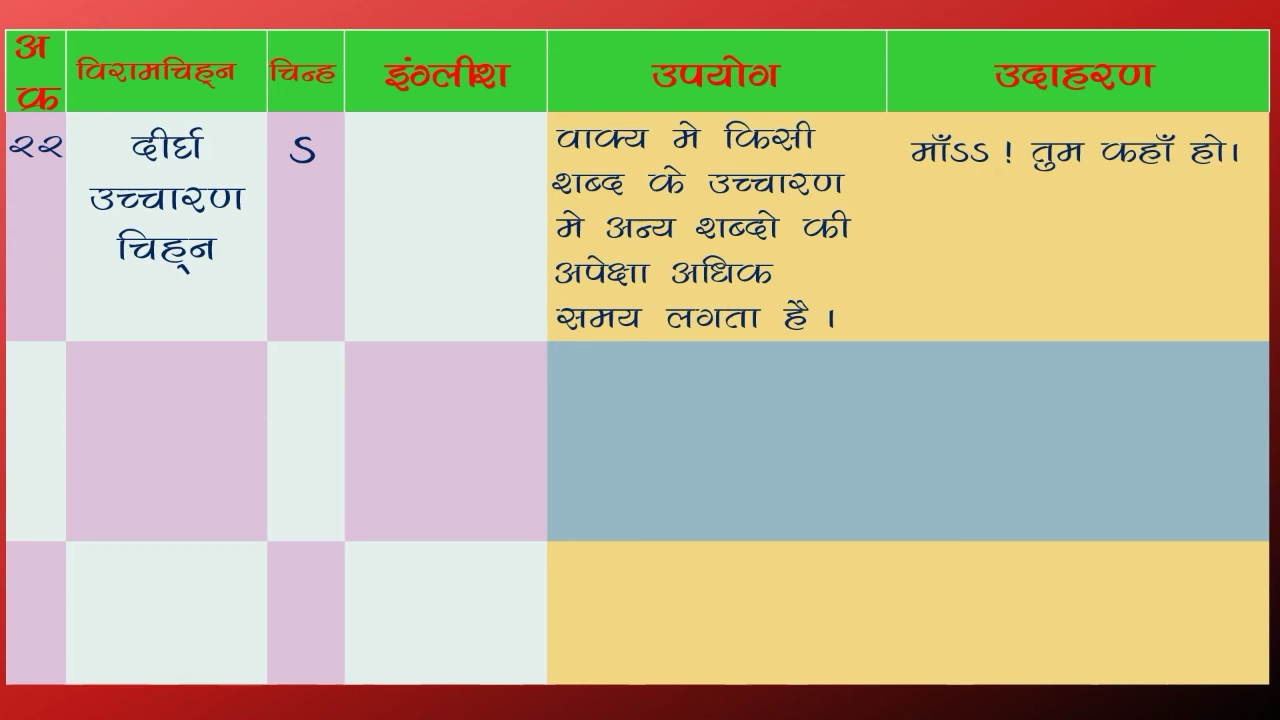 अ क्र विरामचिह्न चिन्ह इंग्लीश उपयोग उदाहरण
२२ दीर्घ उच्चारण चिह्न ऽ
वाक्य मे किसी
शब्द के उच्चारण
मे अन्य शब्दो की
अपेक्षा अधिक
समय लगता है ।
माँऽऽ ! तुम कहाँ हो।